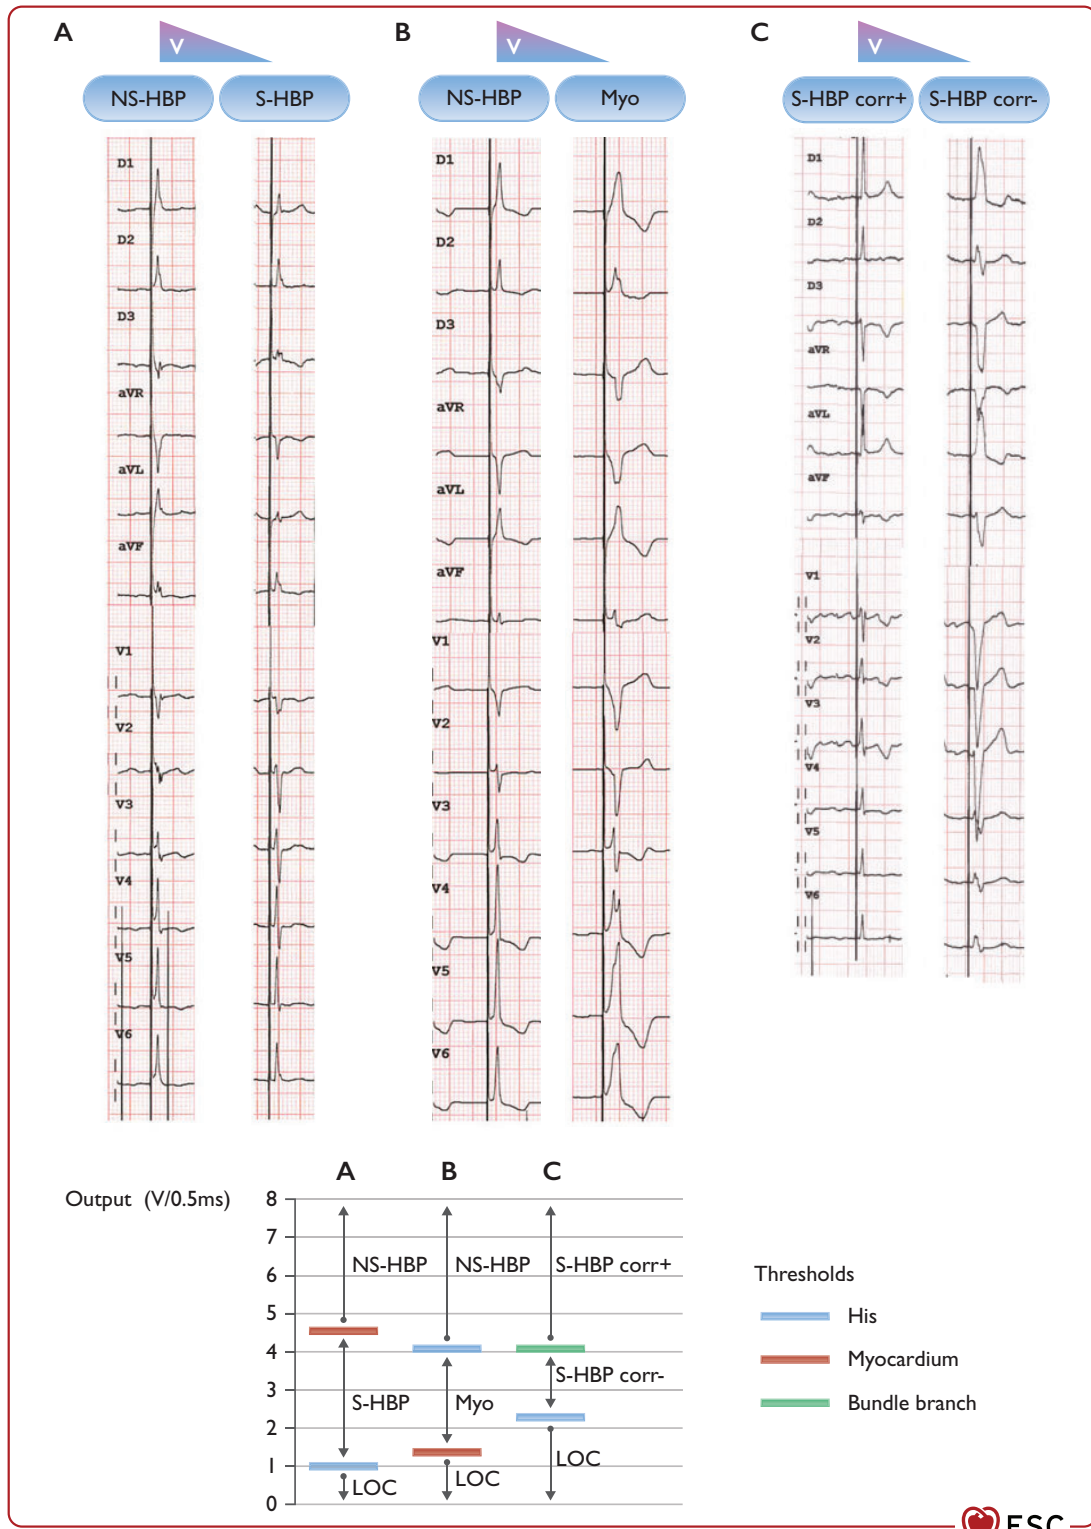 A
V
NS-HBP
S-HBP
D1
D2
D3
aVR
aVL
aVF
V1
V2
V3
V4
V5
V6
B
V
NS-HBP
Myo
D1
D2
D3
aVR
aVL
aVF
V1
V2
V3
V4
V5
V6
C
V
S-HBP corr+
S-HBP corr-
D1
D2
D3
aVR
aVL
aVF
V1
V2
V3
V4
V5
V6
A B C
Output (V/0.5ms)
8
7
6
5
4
3
2
1
0
NS-HBP
S-HBP
LOC
NS-HBP
Myo
LOC
S-HBP corr+
S-HBP corr-
LOC
Thresholds
His
Myocardium
Bundle branch
ESC